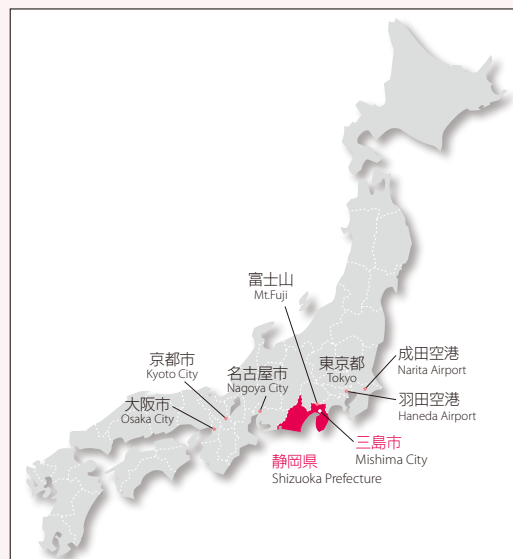 富士山
Mt.Fuji
京都市
Kyoto City
名古屋市
Nagoya City
東京都
Tokyo
成田空港
Narita Airport
大阪市
Osaka City
羽田空港
Haneda Airport
三島市
Mishima City
静岡県
Shizuoka Prefecture